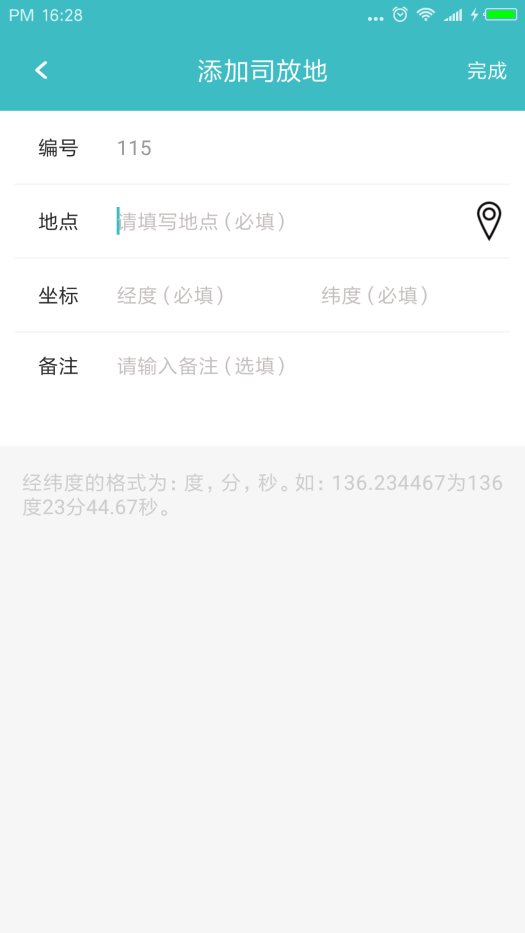 PM 16:28
添加司放地
完成
编号 115
地点 请填写地点(必填)
坐标 经度(必填) 纬度(必填)
备注 请输入备注(选填)
经纬度的格式为:度,分,秒。如:136.234467为136
度23分44.67秒。